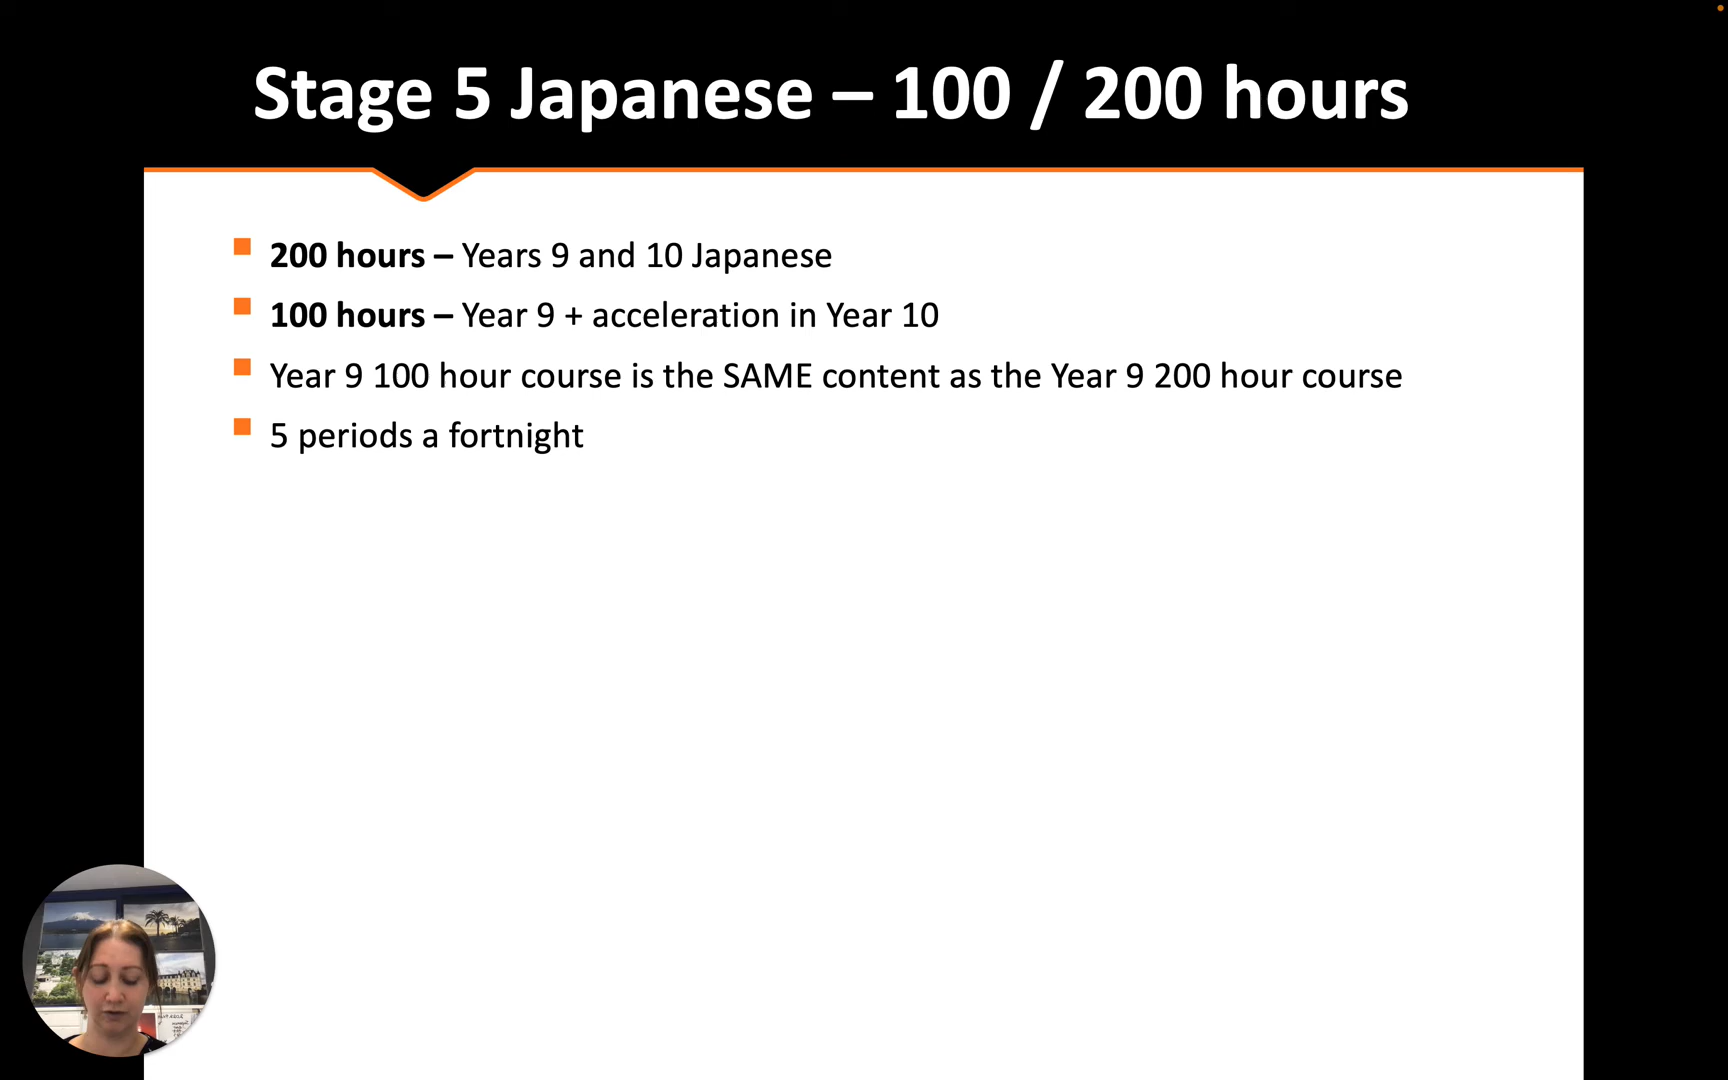 Stage 5 Japanese – 100 / 200 hours
200 hours – Years 9 and 10 Japanese
100 hours – Year 9 + acceleration in Year 10
Year 9 100 hour course is the SAME content as the Year 9 200 hour course
5 periods a fortnight